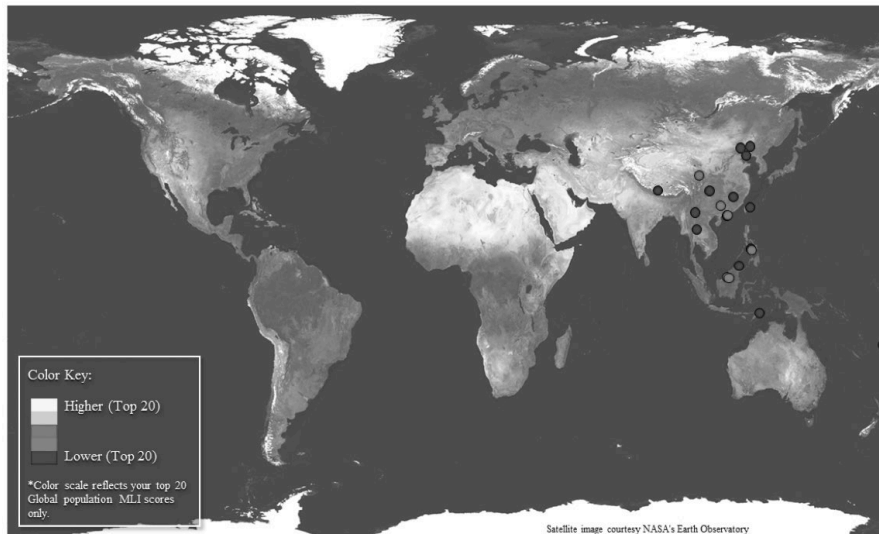 Color Key:
Higher (Top 20)
Lower (Top 20)
*Color scale reflects your top 20
Global population MLI scores
only.
Satellite image courtesy NASA's Earth Observatory